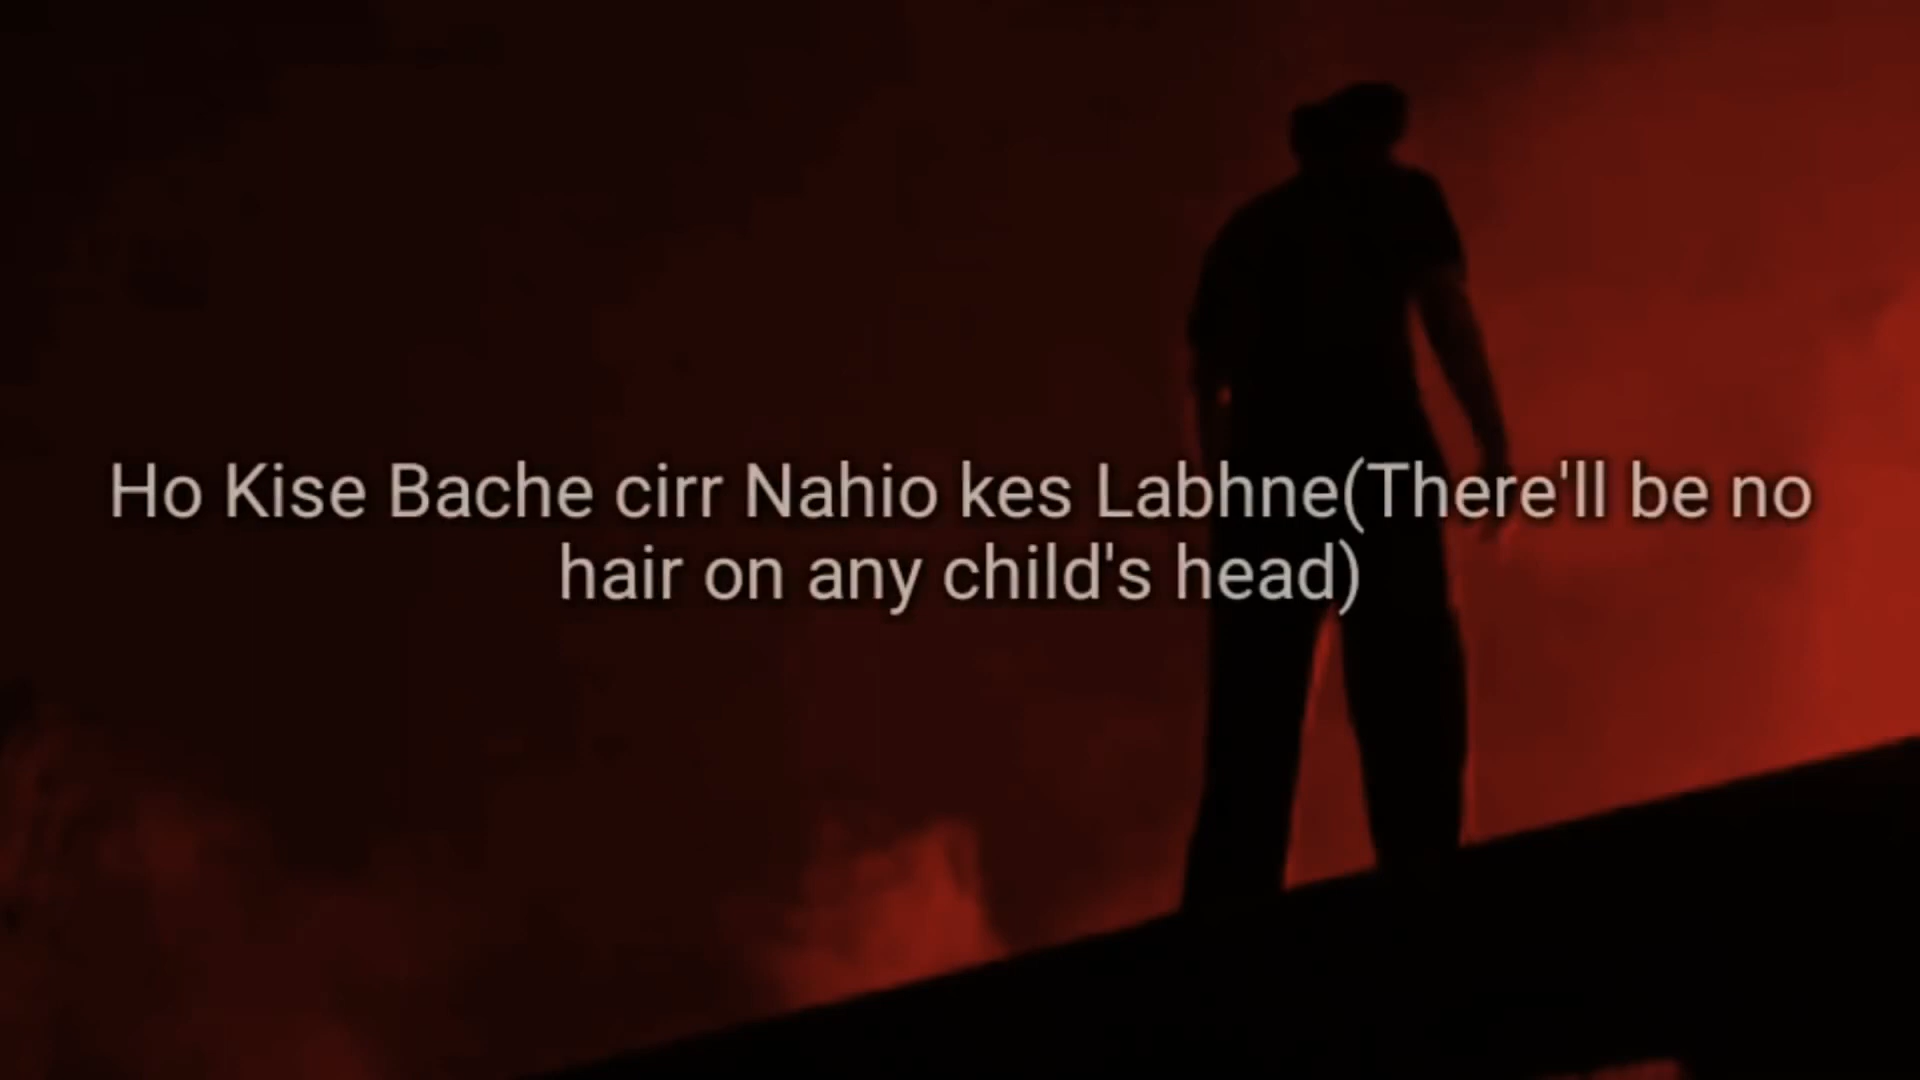 Ho Kise Bache cirr Nahio kes Labhne(There'll be no
hair on any child's head)